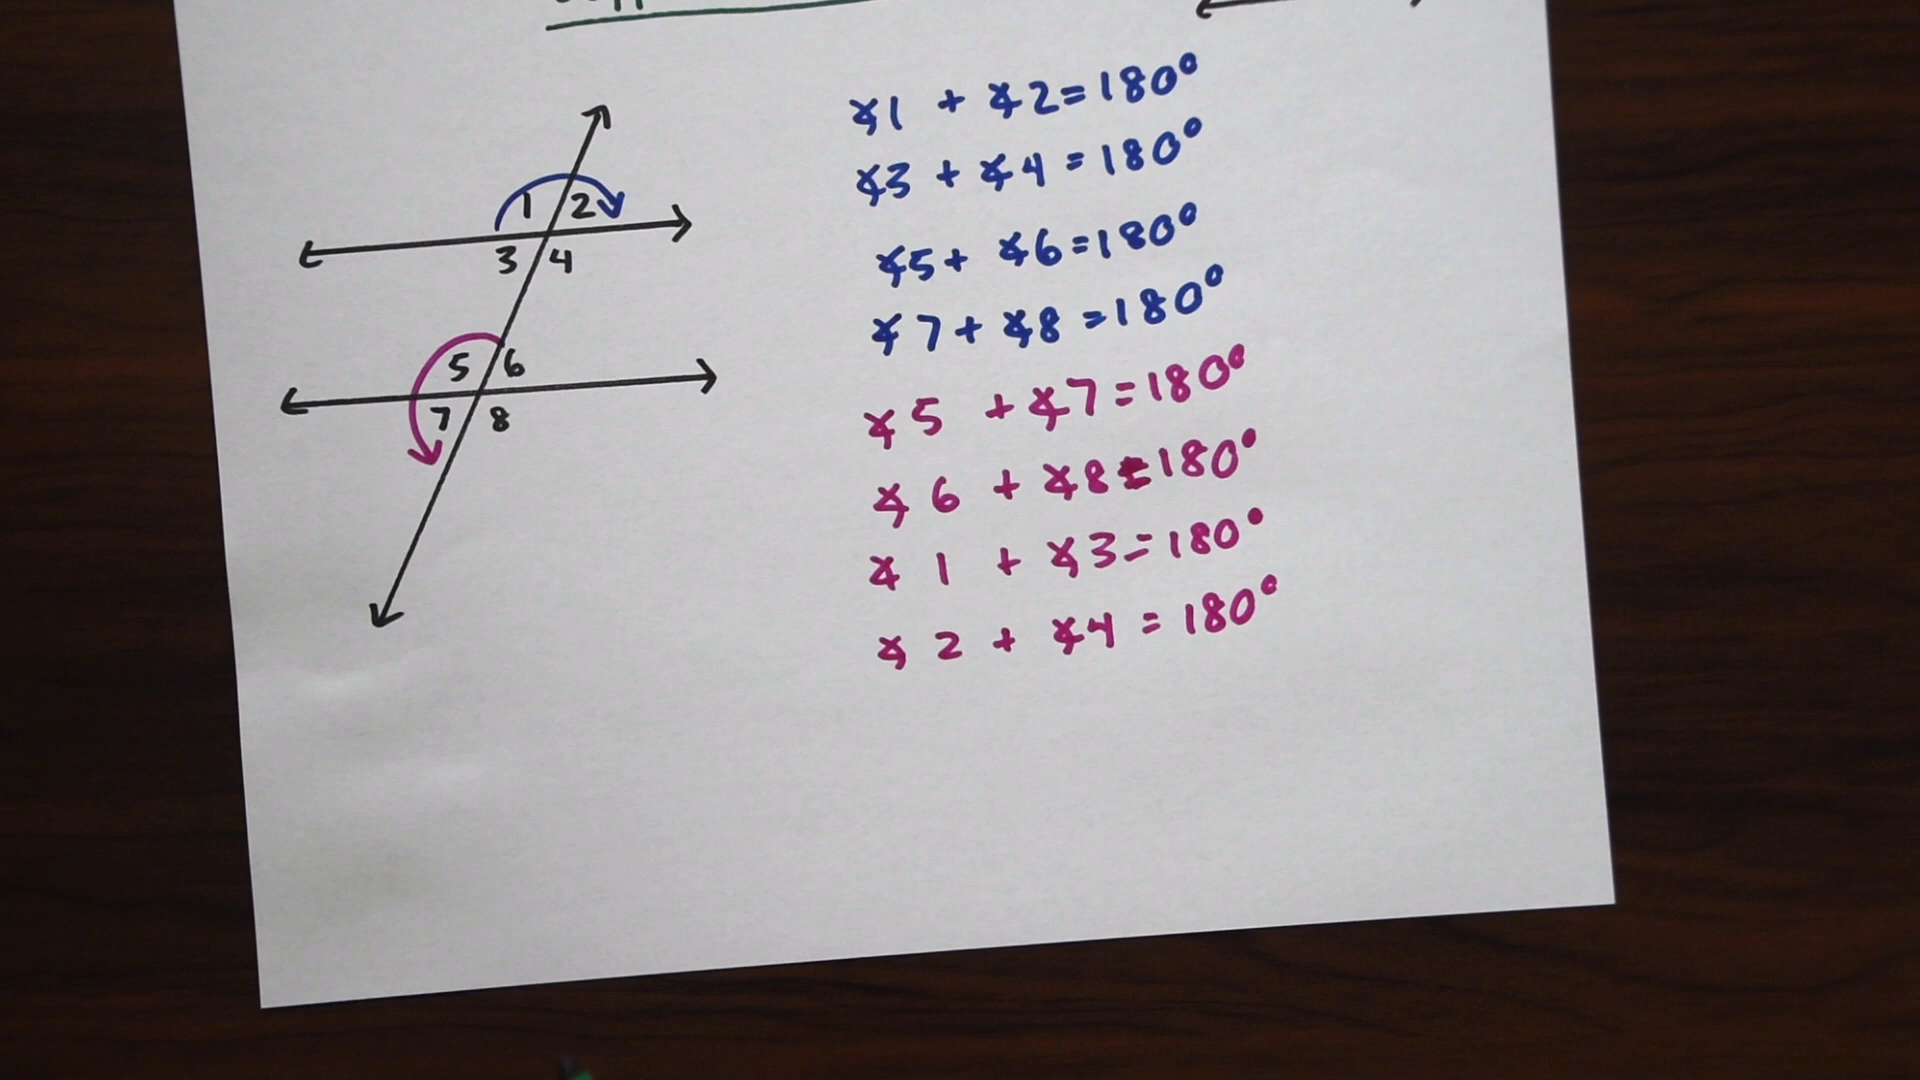 1 2
3 4
5 6
7 8
∡1 + ∡2=180°
∡3 + ∡4=180°
∡5+ ∡6=180°
∡7+ ∡8=180°
∡5 + ∡7=180°
∡6 + ∡8=180°
∡1 + ∡3=180°
∡2 + ∡4=180°